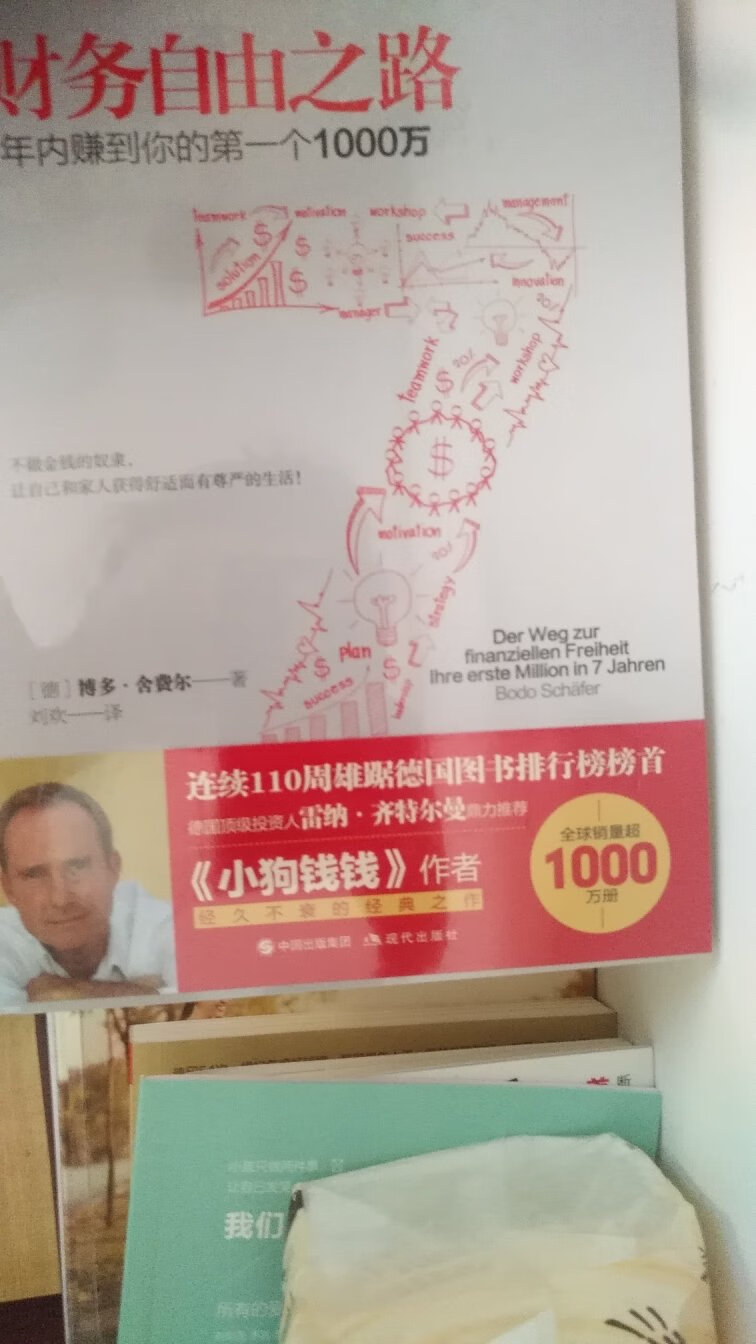 财务自由之路
年内赚到你的第一个1000万
teamwork
motivation
workshop
management
solution
success
innovation
manager
teamwork
workshop
20%
motivation
strategy
plan
success
不做金钱的奴隶，
让自己和家人获得舒适而有尊严的生活！
Der Weg zur
finanziellen Freiheit
Ihre erste Million in 7 Jahren
Bodo Schäfer
［德］博多·舍费尔——著
刘欢——译
连续110周雄踞德国图书排行榜榜首
德国顶级投资人雷纳·齐特尔曼鼎力推荐
《小狗钱钱》作者
经久不衰的经典之作
全球销量超
1000
万册
中国出版集团 现代出版社
我们
所有的